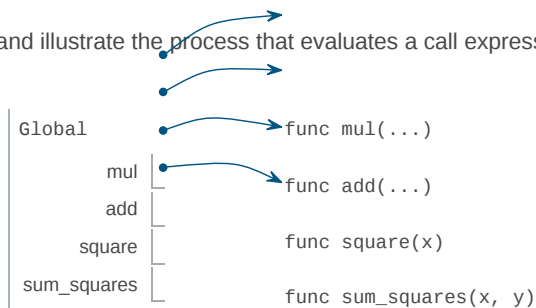 and illustrate the process that evaluates a call express
Global
func mul(...)
mul
func add(...)
add
square
func square(x)
sum_squares
func sum_squares(x, y)